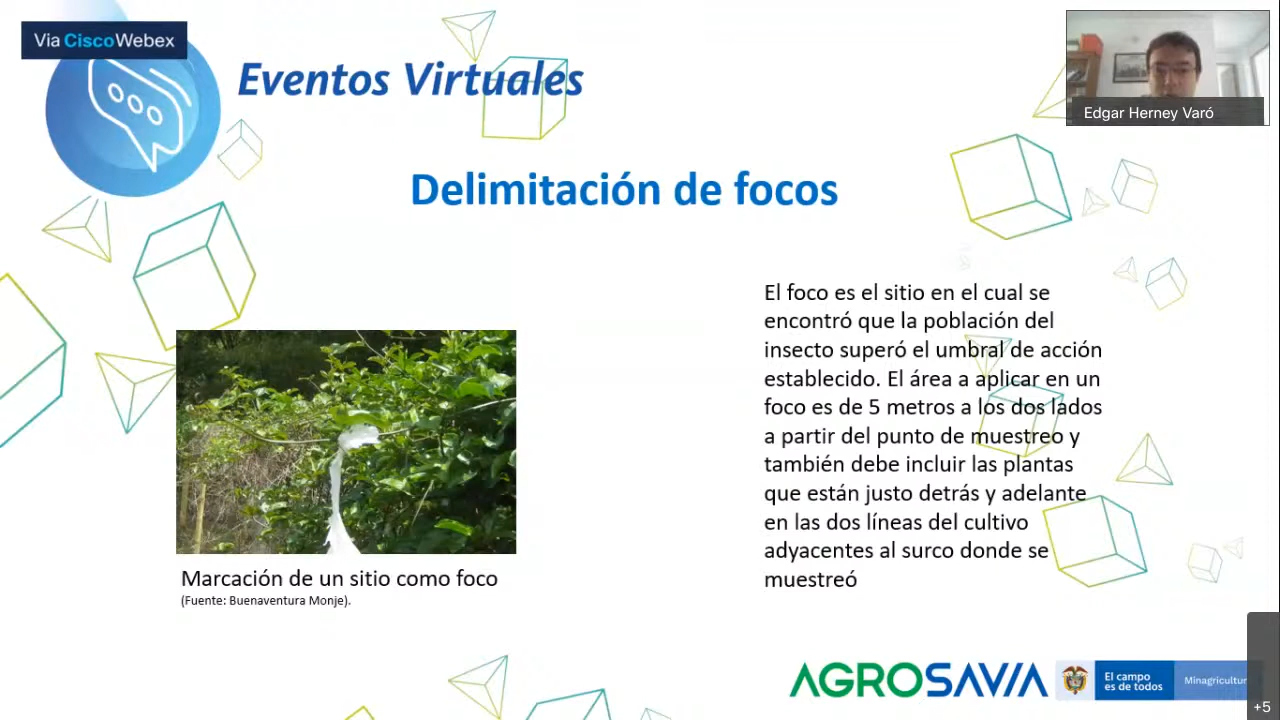 Via Cisco Webex
Eventos Virtuales
Edgar Herney Varó
Delimitación de focos
El foco es el sitio en el cual se
encontró que la población del
insecto superó el umbral de acción
establecido. El área a aplicar en un
foco es de 5 metros a los dos lados
a partir del punto de muestreo y
también debe incluir las plantas
que están justo detrás y adelante
en las dos líneas del cultivo
adyacentes al surco donde se
muestreó
Marcación de un sitio como foco
(Fuente: Buenaventura Monje).
AGROSAVIA
El campo
es de todos
Minagricultur
+5